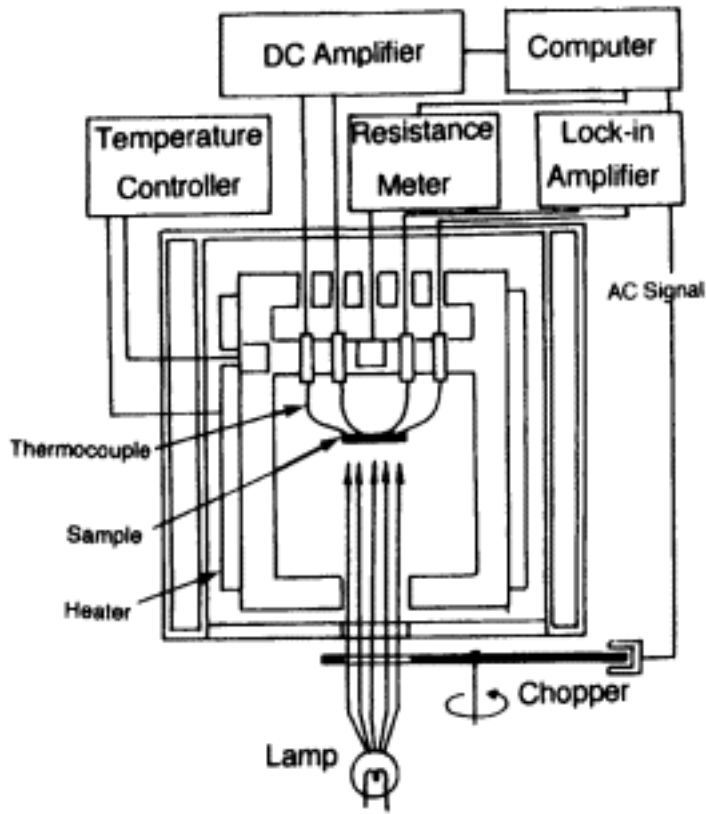 DC Amplifier
Computer
Temperature
Controller
Resistance
Meter
Lock-in
Amplifier
AC Signal
Thermocouple
Sample
Heater
Chopper
Lamp